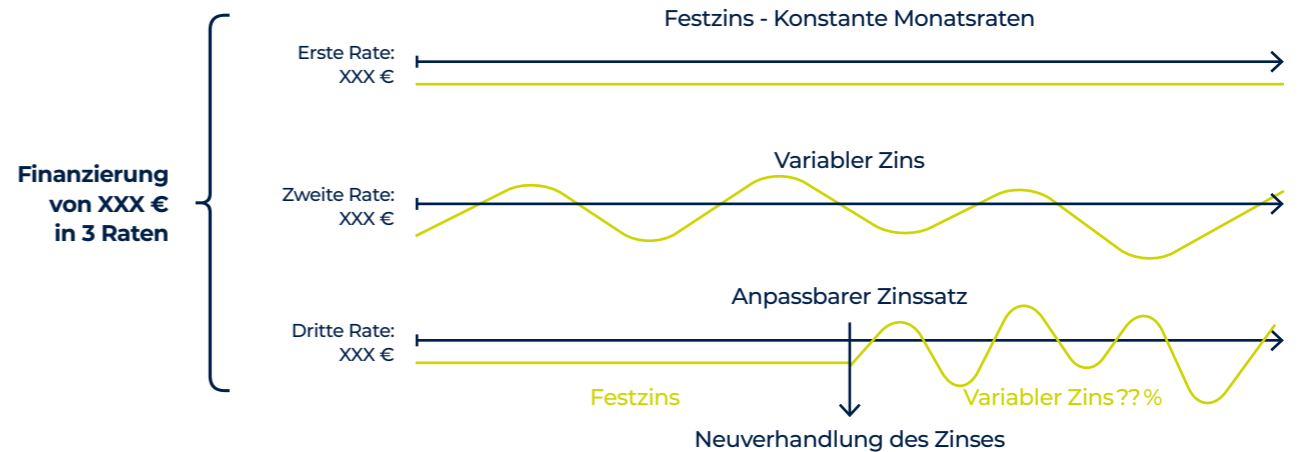 Festzins - Konstante Monatsraten
Erste Rate:
XXX €
Finanzierung
von XXX €
in 3 Raten
Variabler Zins
Zweite Rate:
XXX €
Anpassbarer Zinssatz
Dritte Rate:
XXX €
Festzins
Variabler Zins??%
Neuverhandlung des Zinses